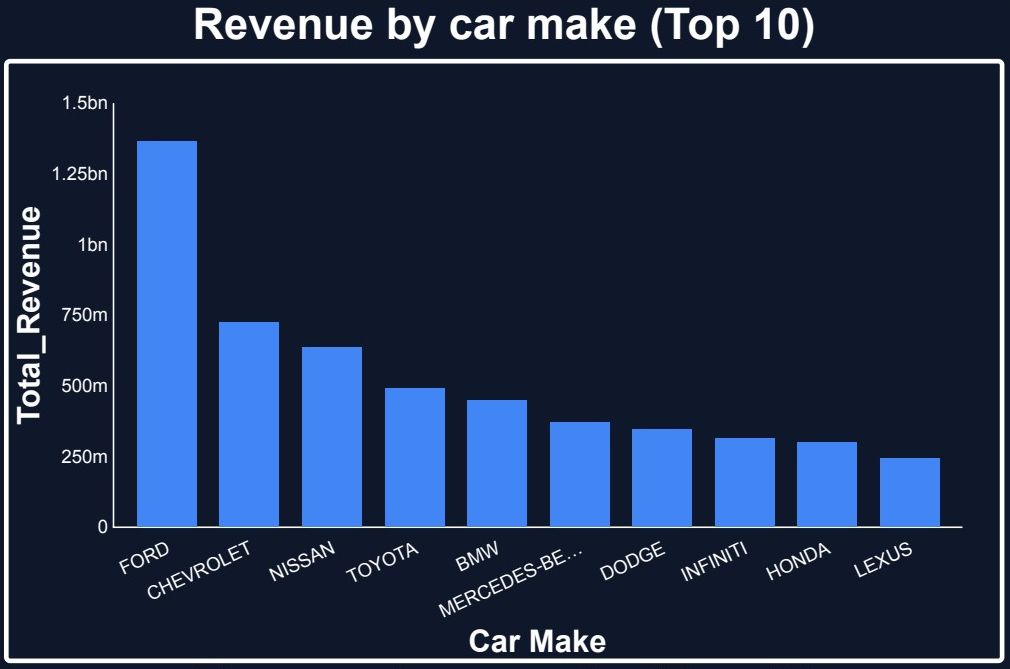 Revenue by car make (Top 10)
Total_Revenue
1.5bn
1.25bn
1bn
750m
500m
250m
0
FORD
CHEVROLET
NISSAN
TOYOTA
BMW
MERCEDES-BE...
DODGE
INFINITI
HONDA
LEXUS
Car Make